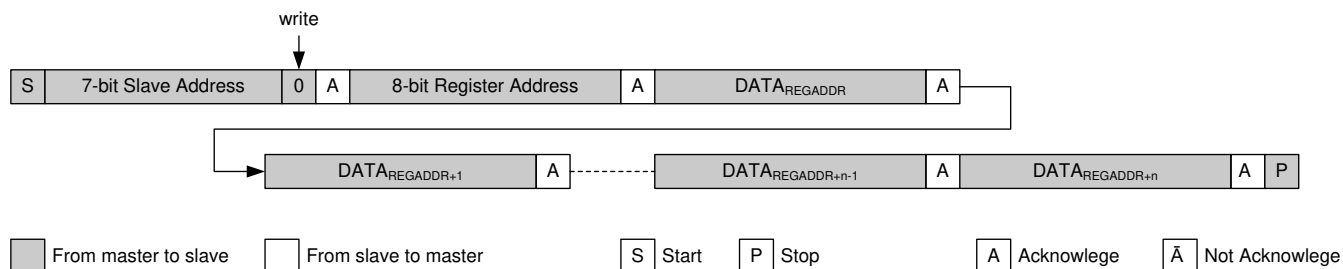 write
S 7-bit Slave Address 0 A 8-bit Register Address A DATAREGADDR A
DATAREGADDR+1 A DATAREGADDR+n-1 A DATAREGADDR+n A P
From master to slave From slave to master S Start P Stop A Acknowlege Ā Not Acknowlege